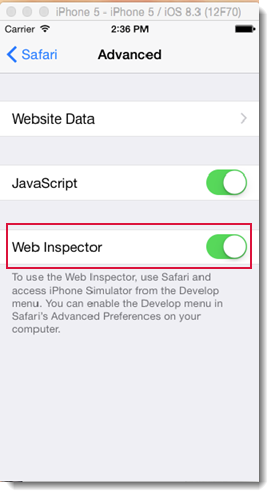 iPhone 5 - iPhone 5 / iOS 8.3 (12F70)
Carrier 2:36 PM
Safari Advanced
Website Data
JavaScript
Web Inspector
To use the Web Inspector, use Safari and
access iPhone Simulator from the Develop
menu. You can enable the Develop menu in
Safari's Advanced Preferences on your
computer.